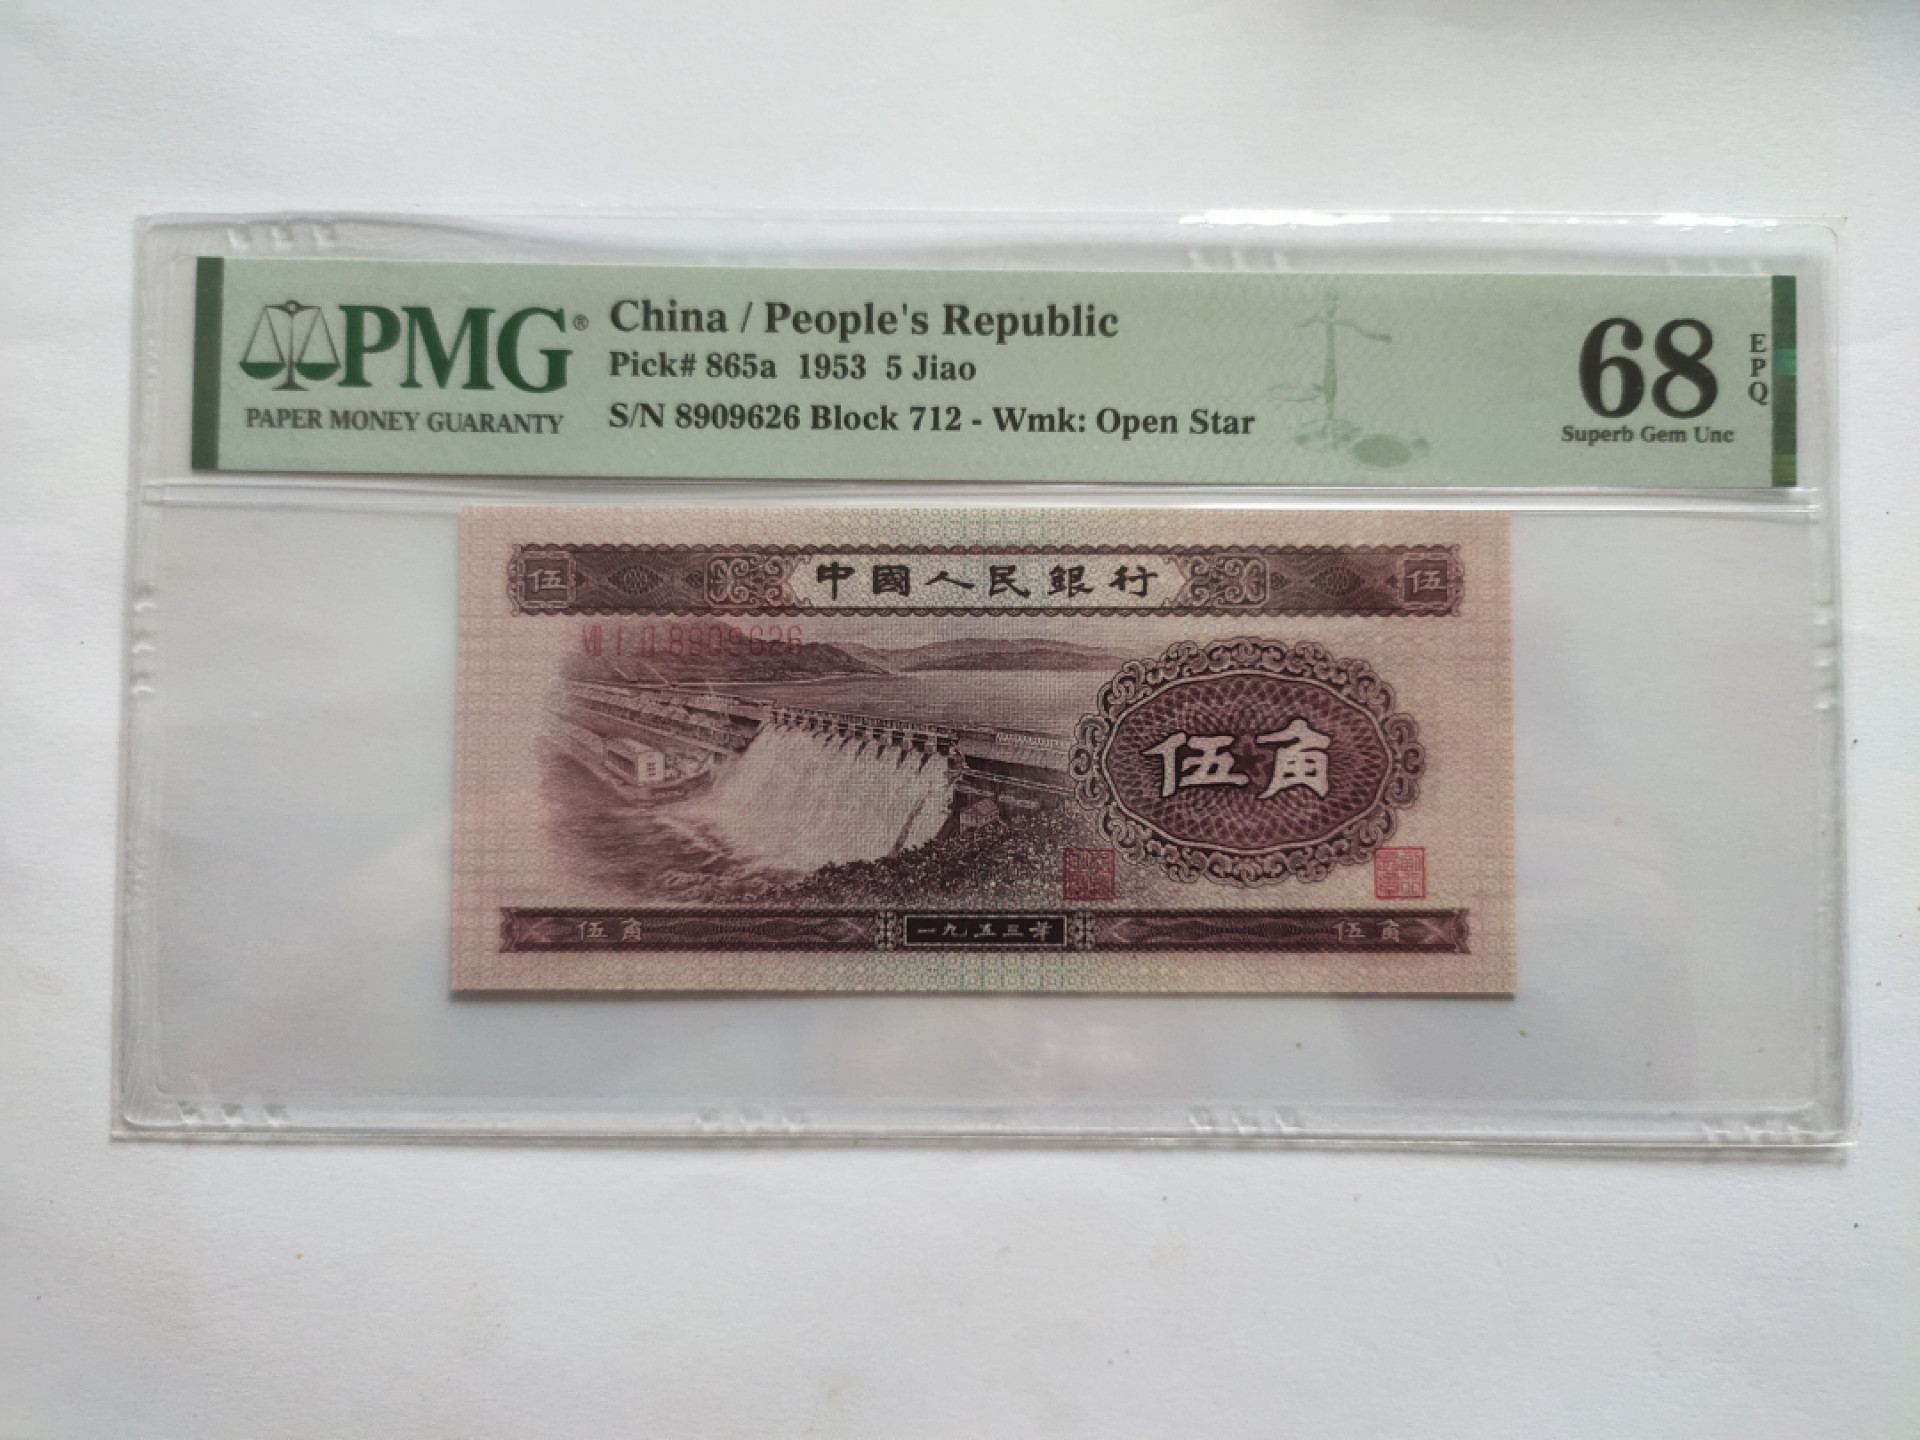 PMG®
PAPER MONEY GUARANTY
China / People's Republic
Pick# 865a 1953 5 Jiao
S/N 8909626 Block 712 - Wmk: Open Star
68
EPQ
Superb Gem Unc
伍 中國人民銀行 伍
VII I II 8909626
伍角
伍角 一九五三年 伍角